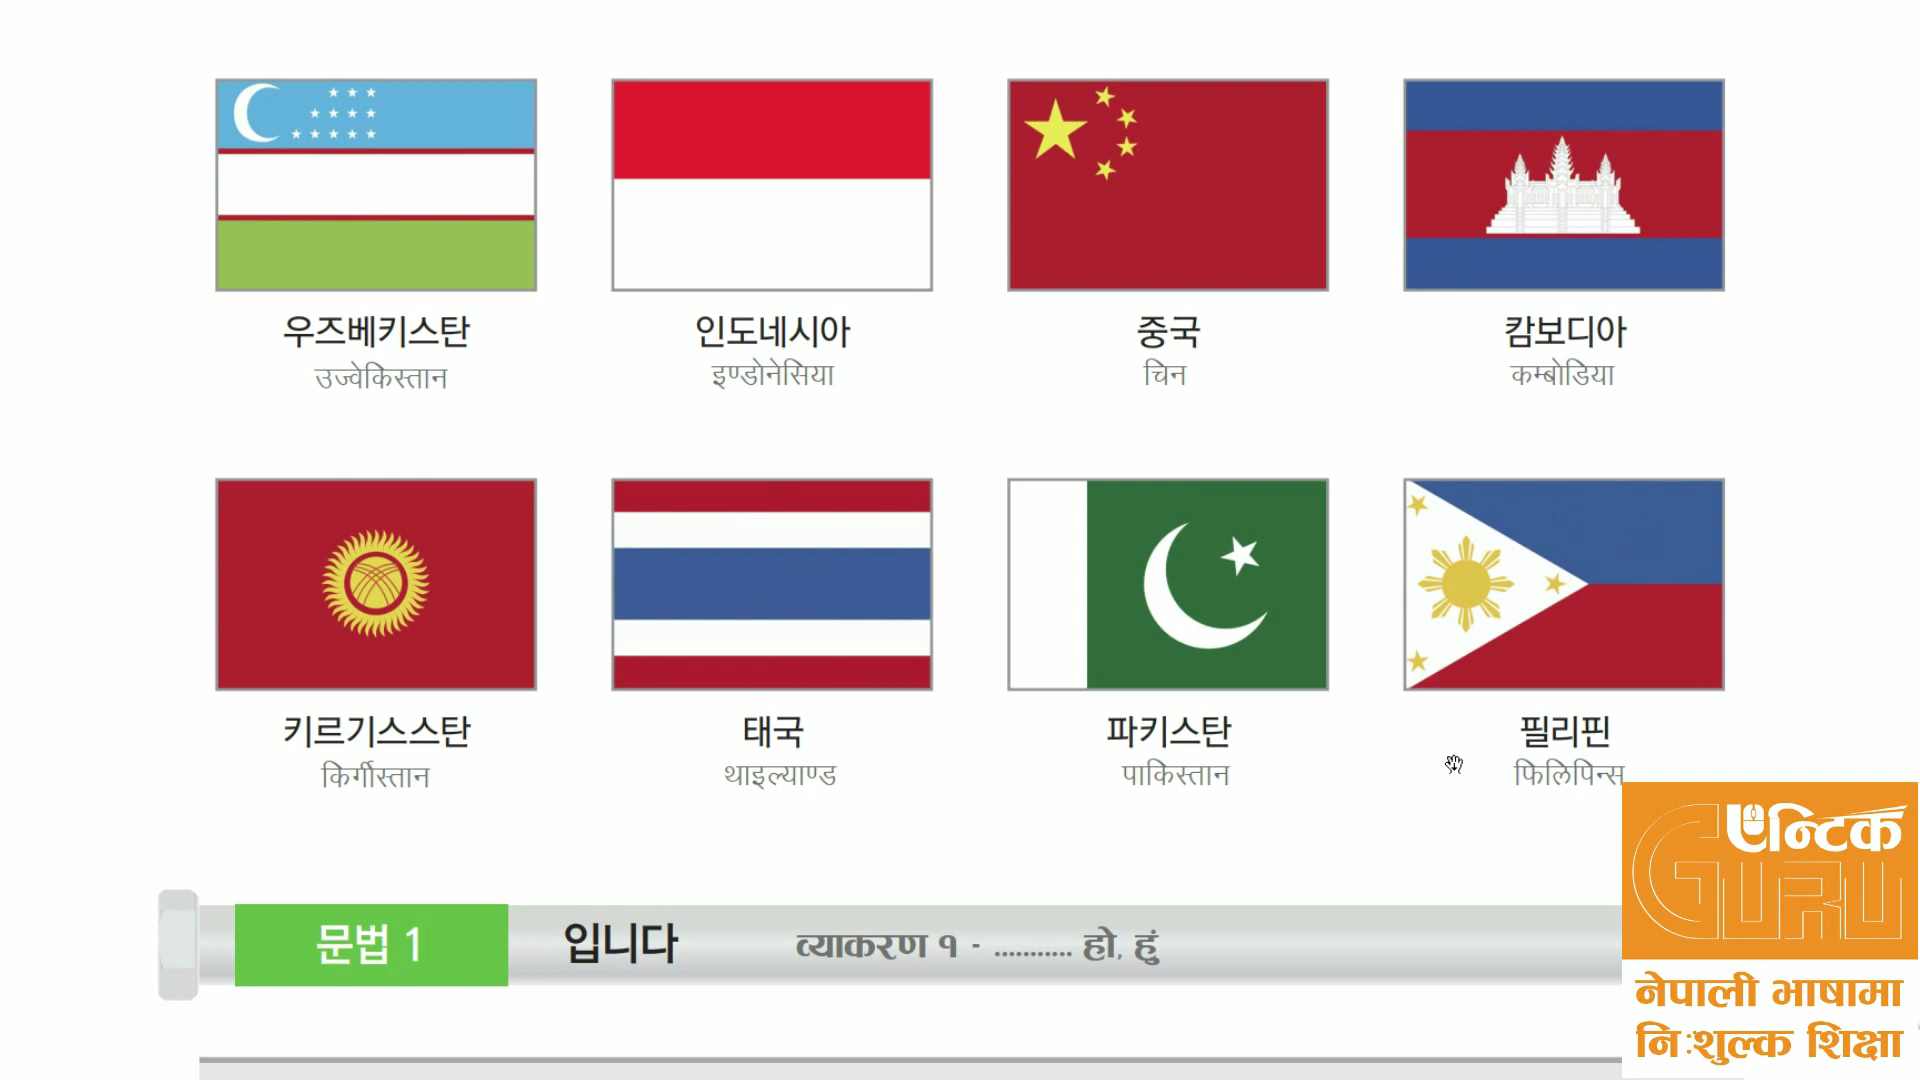 우즈베키스탄
उज्वेकिस्तान
인도네시아
इण्डोनेसिया
중국
चिन
캄보디아
कम्बोडिया
키르기스스탄
किर्गीस्तान
태국
थाइल्याण्ड
파키스탄
पाकिस्तान
필리핀
फिलिपिन्स
문법 1 입니다 व्याकरण १ - ........... हो, हुं
एन्टिक
GURU
नेपाली भाषामा
नि:शुल्क शिक्षा